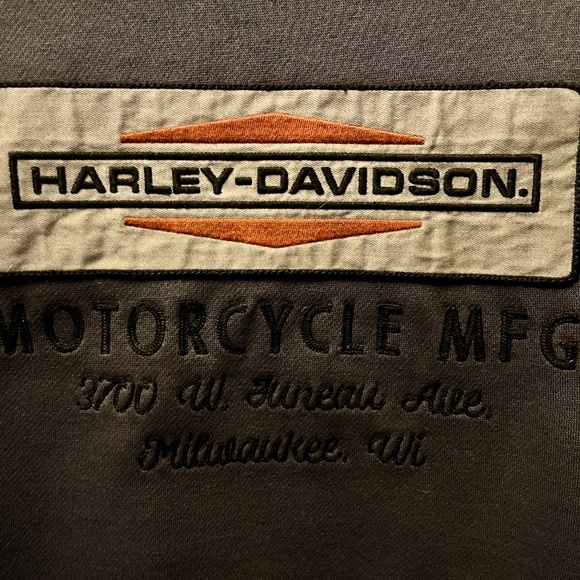 HARLEY-DAVIDSON.
MOTORCYCLE MFG
3700 W. Juneau Ave,
Milwaukee, Wi